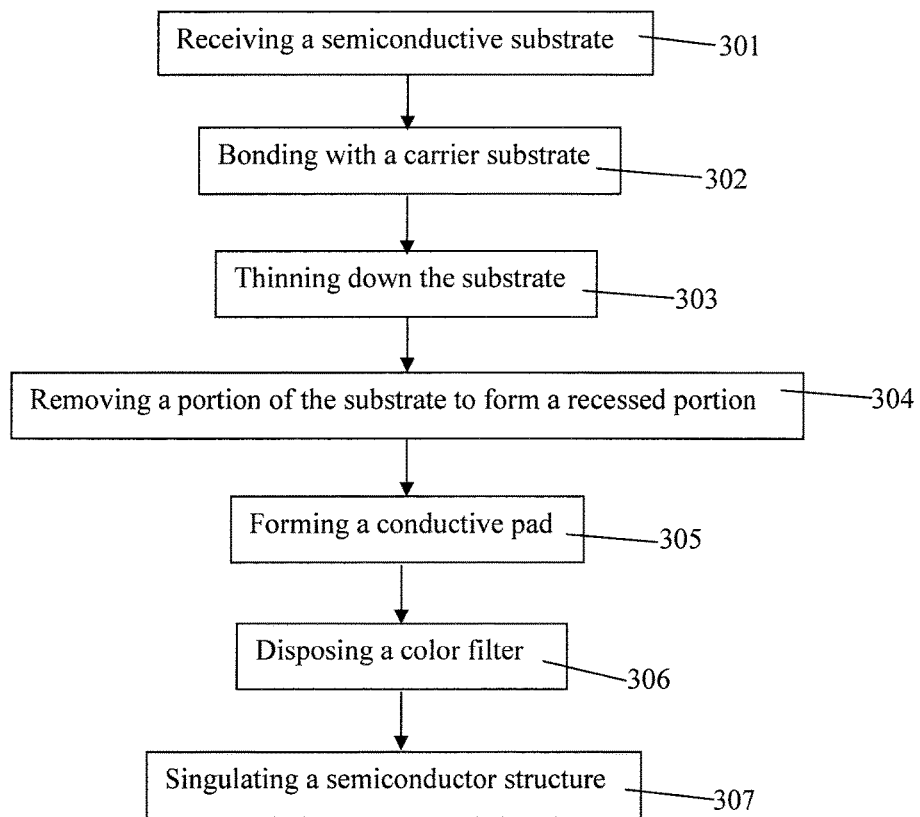 Receiving a semiconductive substrate
301
Bonding with a carrier substrate
302
Thinning down the substrate
303
Removing a portion of the substrate to form a recessed portion
304
Forming a conductive pad
305
Disposing a color filter
306
Singulating a semiconductor structure
307